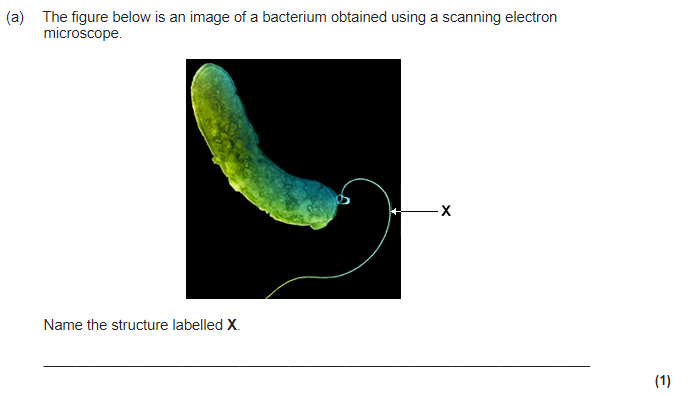 (a) The figure below is an image of a bacterium obtained using a scanning electron
microscope.
X
Name the structure labelled X.
(1)